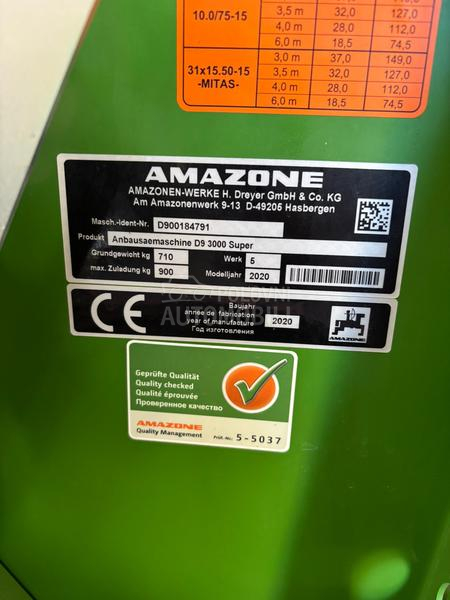 10.0/75-15
3,5 m 32,0 127,0
4,0 m 28,0 112,0
6,0 m 18,5 74,5
31x15.50-15
-MITAS-
3,0 m 37,0 149,0
3,5 m 32,0 127,0
4,0 m 28,0 112,0
6,0 m 18,5 74,5
AMAZONE
AMAZONEN-WERKE H. Dreyer GmbH & Co. KG
Am Amazonenwerk 9-13 D-49205 Hasbergen
Masch.-Ident-Nr. D900184791
Produkt Anbausaemaschine D9 3000 Super
Grundgewicht kg 710 Werk 5
max. Zuladung kg 900 Modelljahr 2020
CE
Baujahr
année de fabrication
year of manufacture
Год изготовления
2020
AMAZONE
POLOVNI
AUTOMOBILI
Geprüfte Qualität
Quality checked
Qualité éprouvée
Проверенное качество
AMAZONE
Quality Management
Prüf.-Nr.: 5-5037